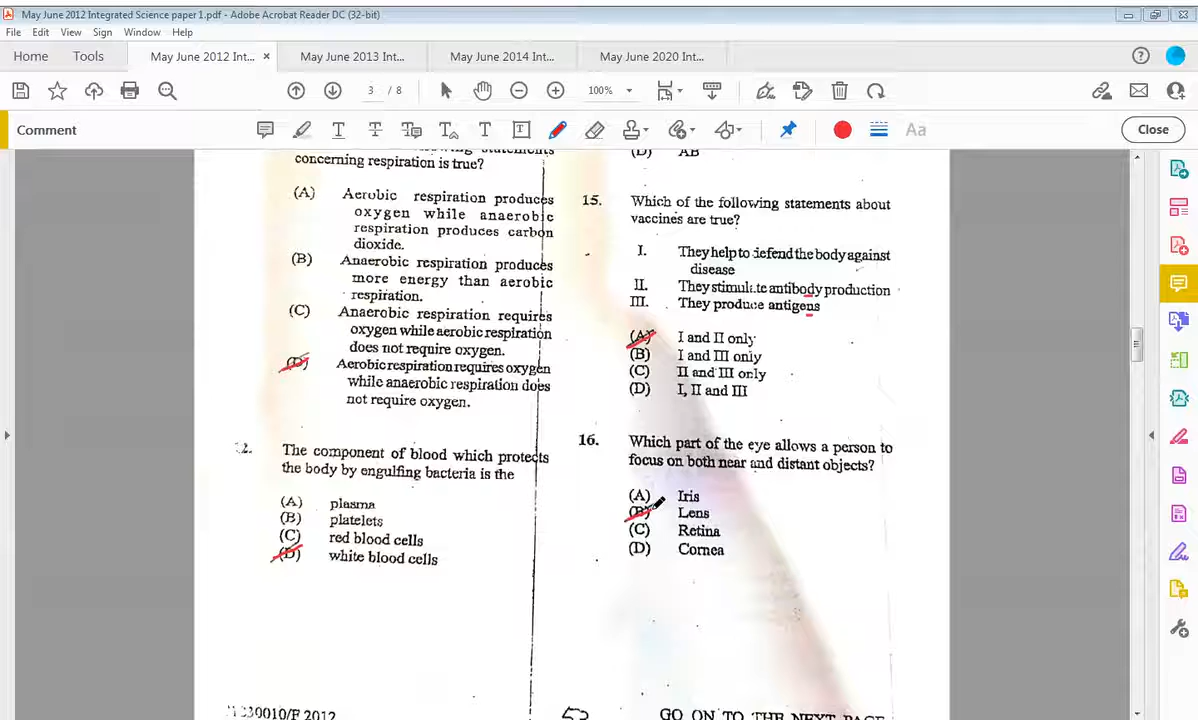 May June 2012 Integrated Science paper 1.pdf - Adobe Acrobat Reader DC (32-bit)
File Edit View Sign Window Help
Home Tools May June 2012 Int... × May June 2013 Int... May June 2014 Int... May June 2020 Int...
3 / 8 100%
Comment Aa Close
statements
concerning respiration is true?
(A) Aerobic respiration produces
oxygen while anaerobic
respiration produces carbon
dioxide.
(B) Anaerobic respiration produces
more energy than aerobic
respiration.
(C) Anaerobic respiration requires
oxygen while aerobic respiration
does not require oxygen.
(D) Aerobic respiration requires oxygen
while anaerobic respiration does
not require oxygen.
2. The component of blood which protects
the body by engulfing bacteria is the
(A) plasma
(B) platelets
(C) red blood cells
(D) white blood cells
(D) AB
15. Which of the following statements about
vaccines are true?
I. They help to defend the body against
disease
II. They stimulate antibody production
III. They produce antigens
(A) I and II only
(B) I and III only
(C) II and III only
(D) I, II and III
16. Which part of the eye allows a person to
focus on both near and distant objects?
(A) Iris
(B) Lens
(C) Retina
(D) Cornea
330010/F 2012
GO ON TO THE NEXT PAGE